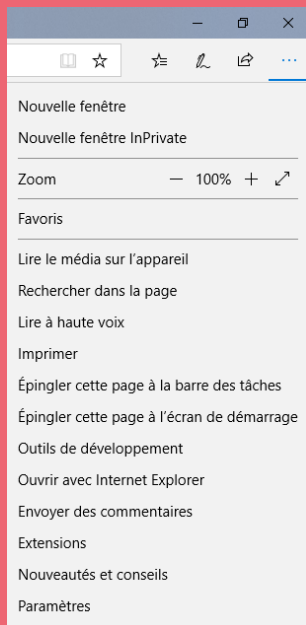 Nouvelle fenêtre
Nouvelle fenêtre InPrivate
Zoom — 100% +
Favoris
Lire le média sur l’appareil
Rechercher dans la page
Lire à haute voix
Imprimer
Épingler cette page à la barre des tâches
Épingler cette page à l’écran de démarrage
Outils de développement
Ouvrir avec Internet Explorer
Envoyer des commentaires
Extensions
Nouveautés et conseils
Paramètres